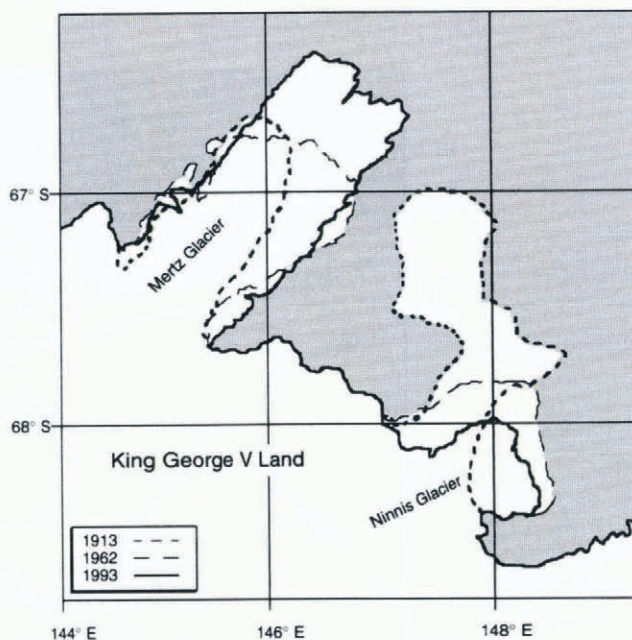 67° S
Mertz Glacier
68° S
King George V Land
Ninnis Glacier
1913
1962
1993
144° E
146° E
148° E